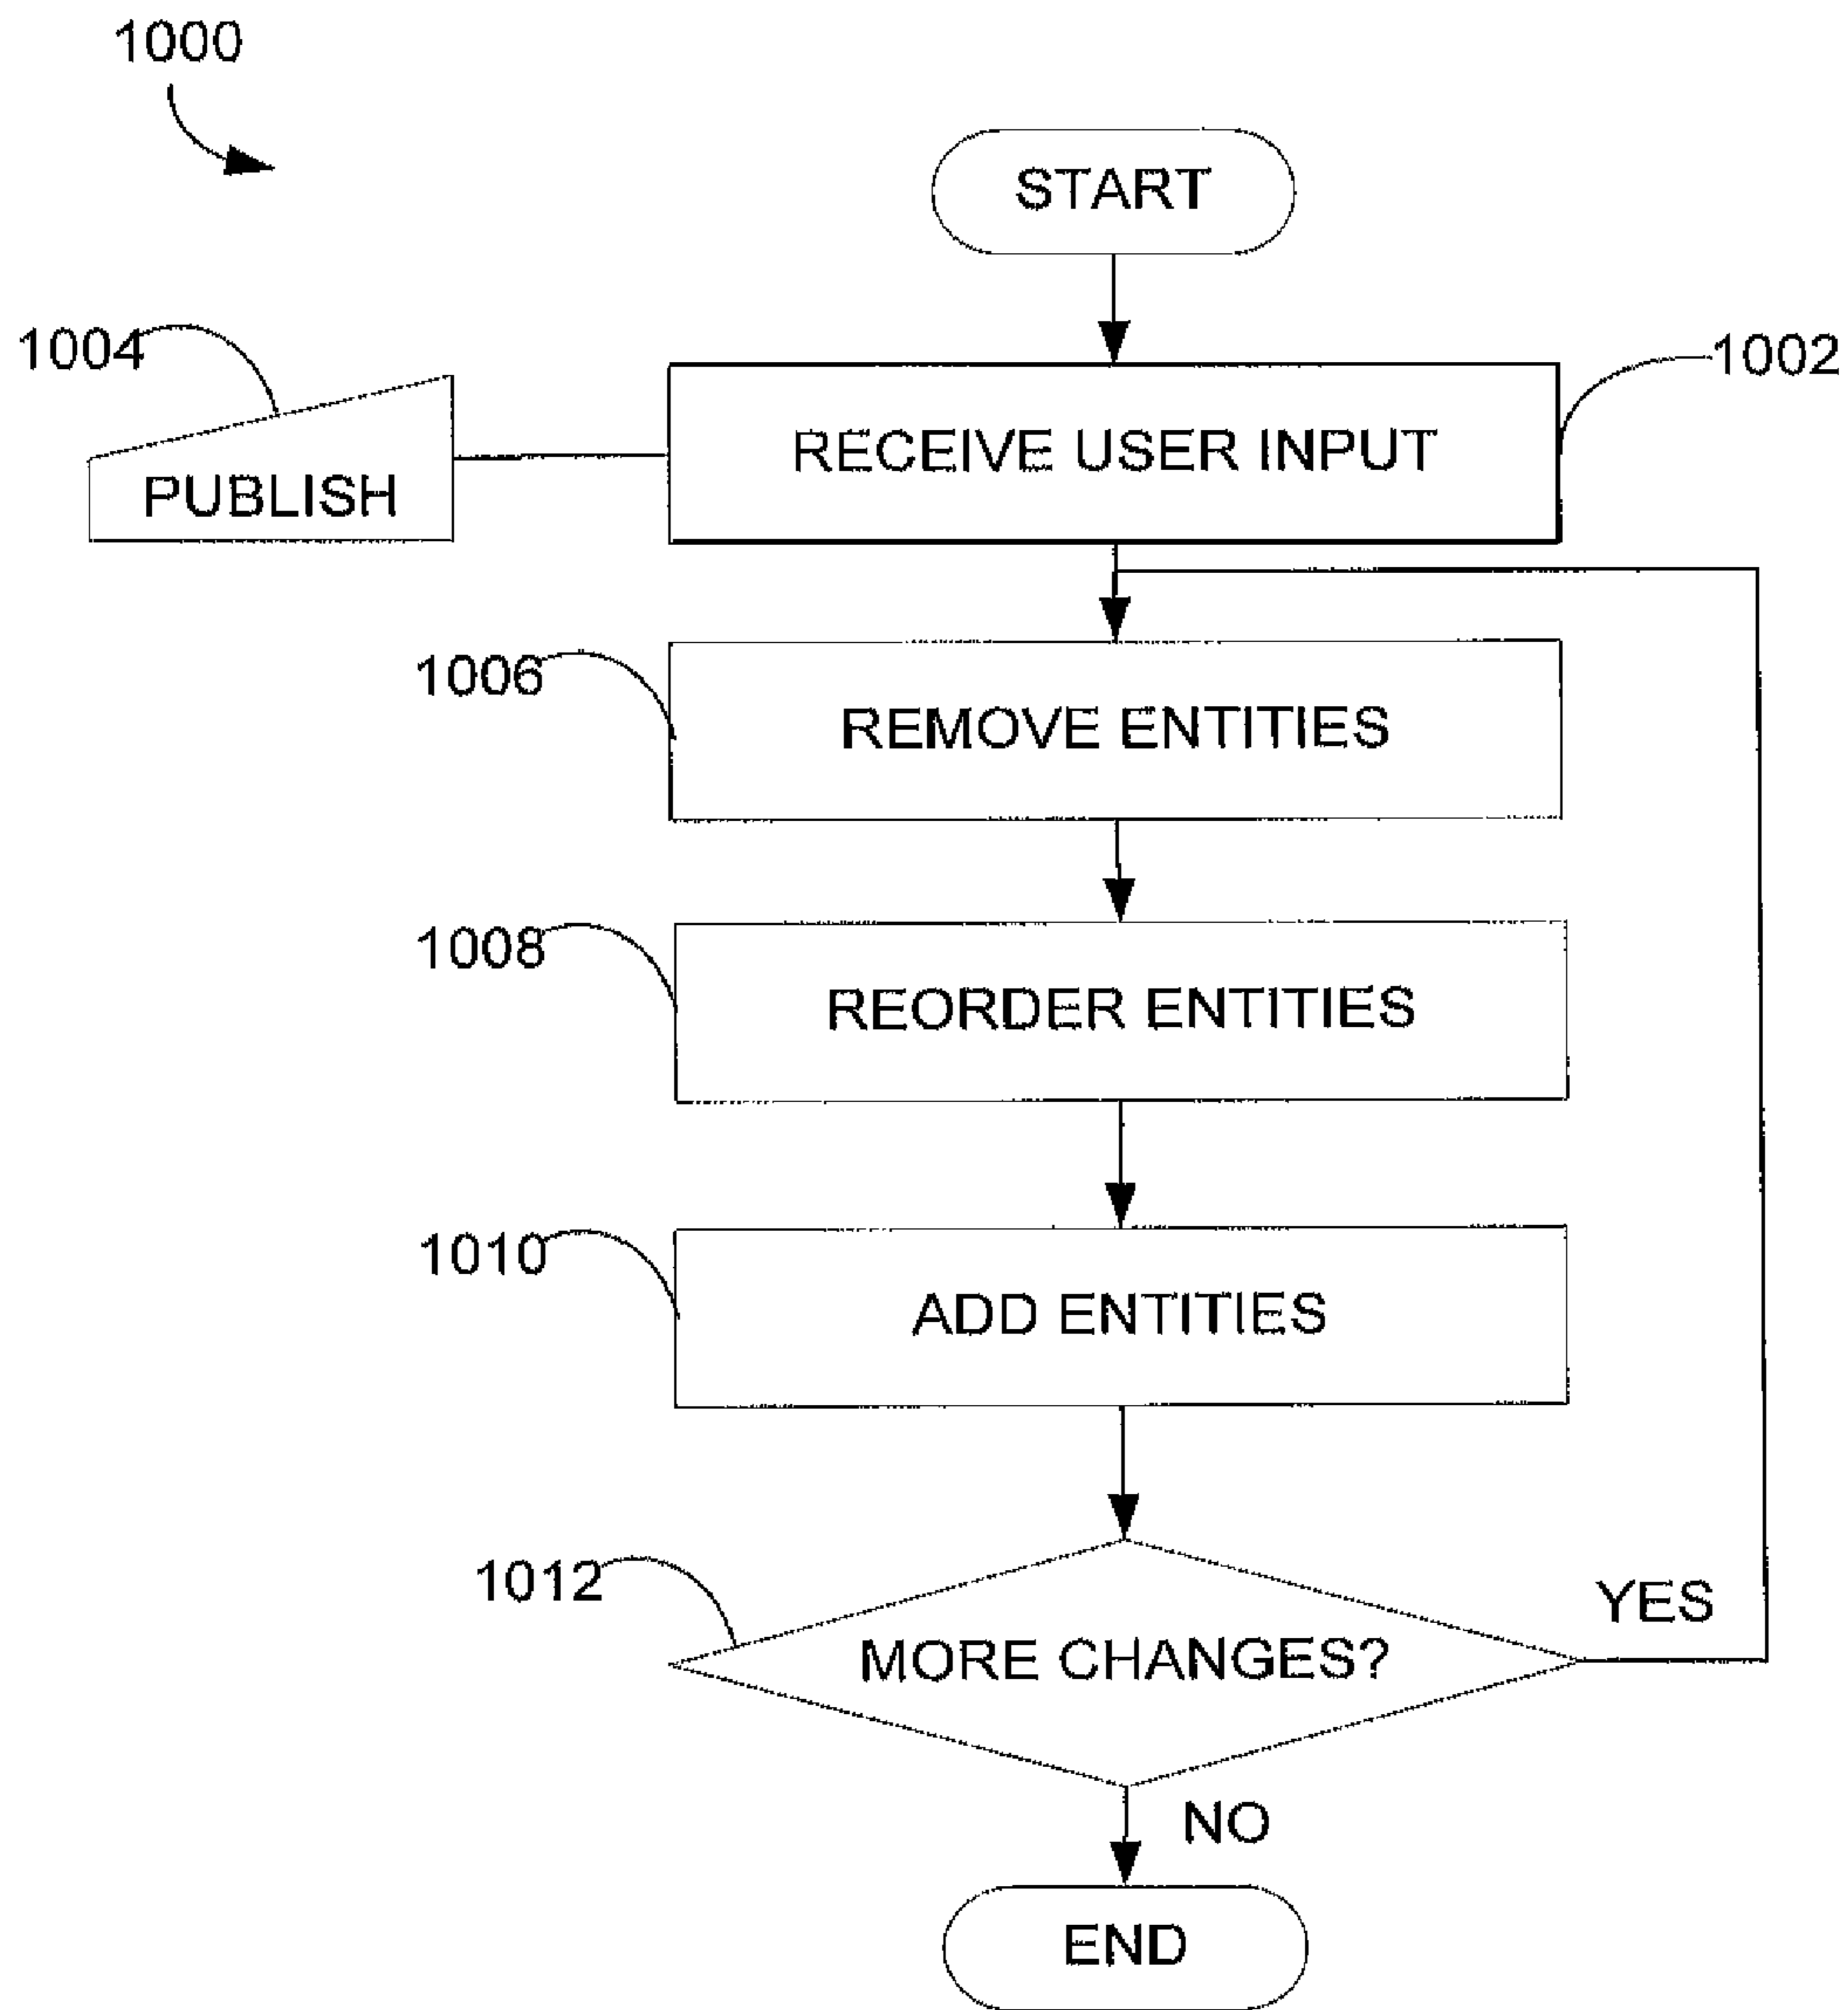 1000
START
1004
1002
RECEIVE USER INPUT
PUBLISH
1006
REMOVE ENTITIES
1008
REORDER ENTITIES
1010
ADD ENTITIES
1012
YES
MORE CHANGES?
NO
END